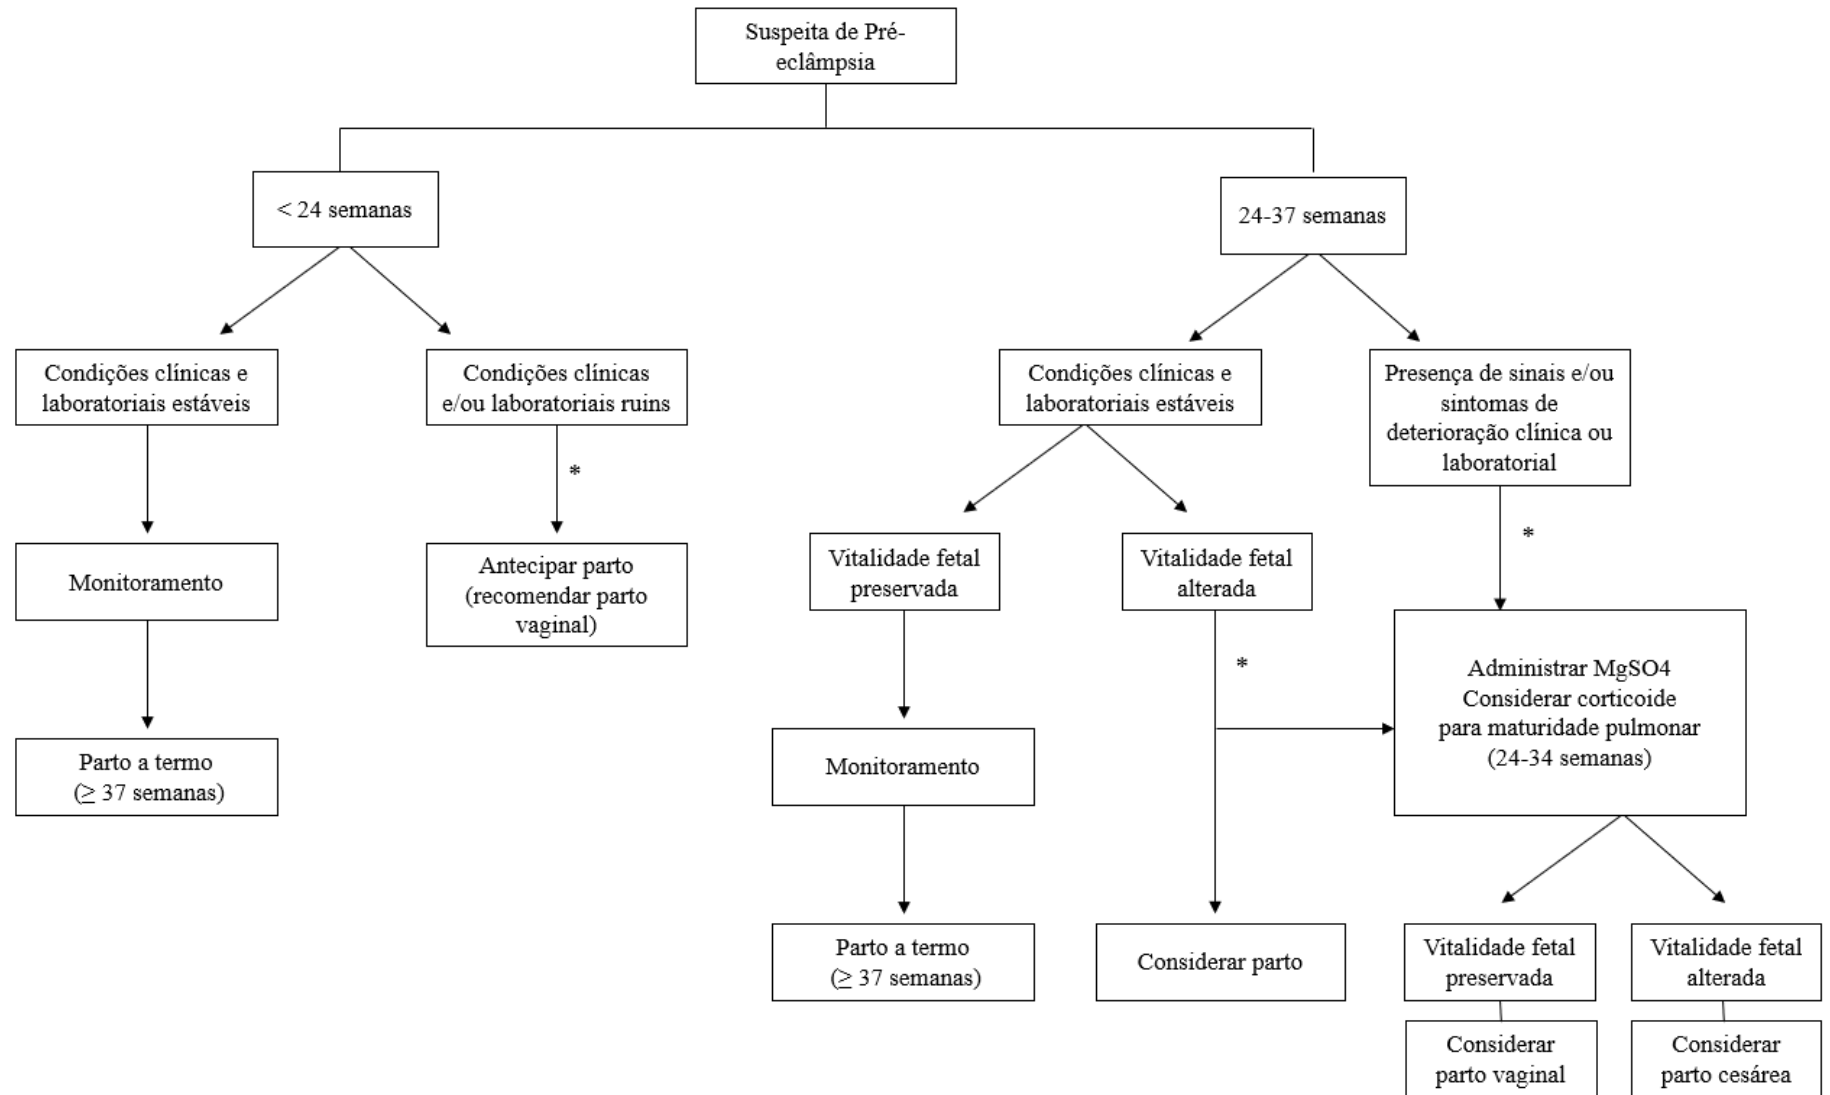 Suspeita de Pré-
eclâmpsia
< 24 semanas
24-37 semanas
Condições clínicas e
laboratoriais estáveis
Condições clínicas
e/ou laboratoriais ruins
Condições clínicas e
laboratoriais estáveis
Presença de sinais e/ou
sintomas de
deterioração clínica ou
laboratorial
*
*
Monitoramento
Antecipar parto
(recomendar parto
vaginal)
Vitalidade fetal
preservada
Vitalidade fetal
alterada
*
Administrar MgSO4
Considerar corticoide
para maturidade pulmonar
(24-34 semanas)
Parto a termo
(≥ 37 semanas)
Monitoramento
Parto a termo
(≥ 37 semanas)
Considerar parto
Vitalidade fetal
preservada
Vitalidade fetal
alterada
Considerar
parto vaginal
Considerar
parto cesárea